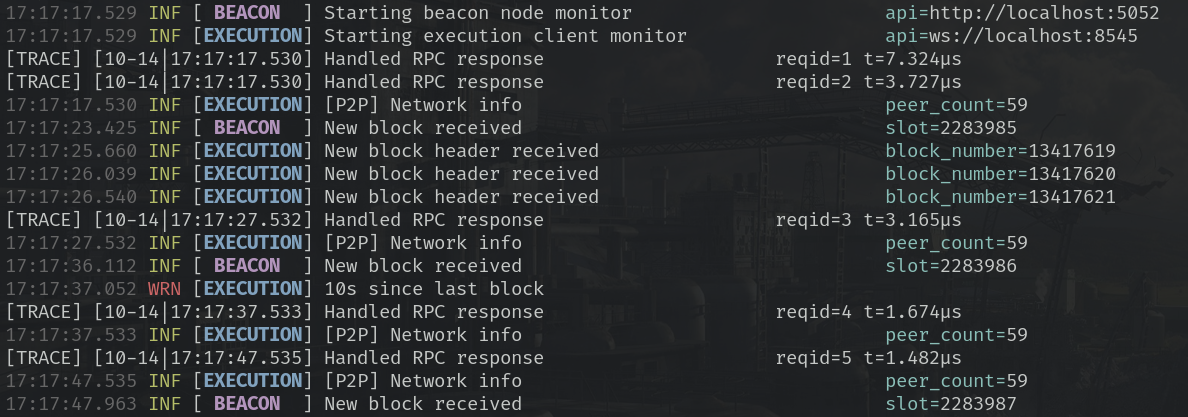 17:17:17.529 INF [ BEACON  ] Starting beacon node monitor api=http://localhost:5052
17:17:17.529 INF [EXECUTION] Starting execution client monitor api=ws://localhost:8545
[TRACE] [10-14|17:17:17.530] Handled RPC response reqid=1 t=7.324µs
[TRACE] [10-14|17:17:17.530] Handled RPC response reqid=2 t=3.727µs
17:17:17.530 INF [EXECUTION] [P2P] Network info peer_count=59
17:17:23.425 INF [ BEACON  ] New block received slot=2283985
17:17:25.660 INF [EXECUTION] New block header received block_number=13417619
17:17:26.039 INF [EXECUTION] New block header received block_number=13417620
17:17:26.540 INF [EXECUTION] New block header received block_number=13417621
[TRACE] [10-14|17:17:27.532] Handled RPC response reqid=3 t=3.165µs
17:17:27.532 INF [EXECUTION] [P2P] Network info peer_count=59
17:17:36.112 INF [ BEACON  ] New block received slot=2283986
17:17:37.052 WRN [EXECUTION] 10s since last block
[TRACE] [10-14|17:17:37.533] Handled RPC response reqid=4 t=1.674µs
17:17:37.533 INF [EXECUTION] [P2P] Network info peer_count=59
[TRACE] [10-14|17:17:47.535] Handled RPC response reqid=5 t=1.482µs
17:17:47.535 INF [EXECUTION] [P2P] Network info peer_count=59
17:17:47.963 INF [ BEACON  ] New block received slot=2283987